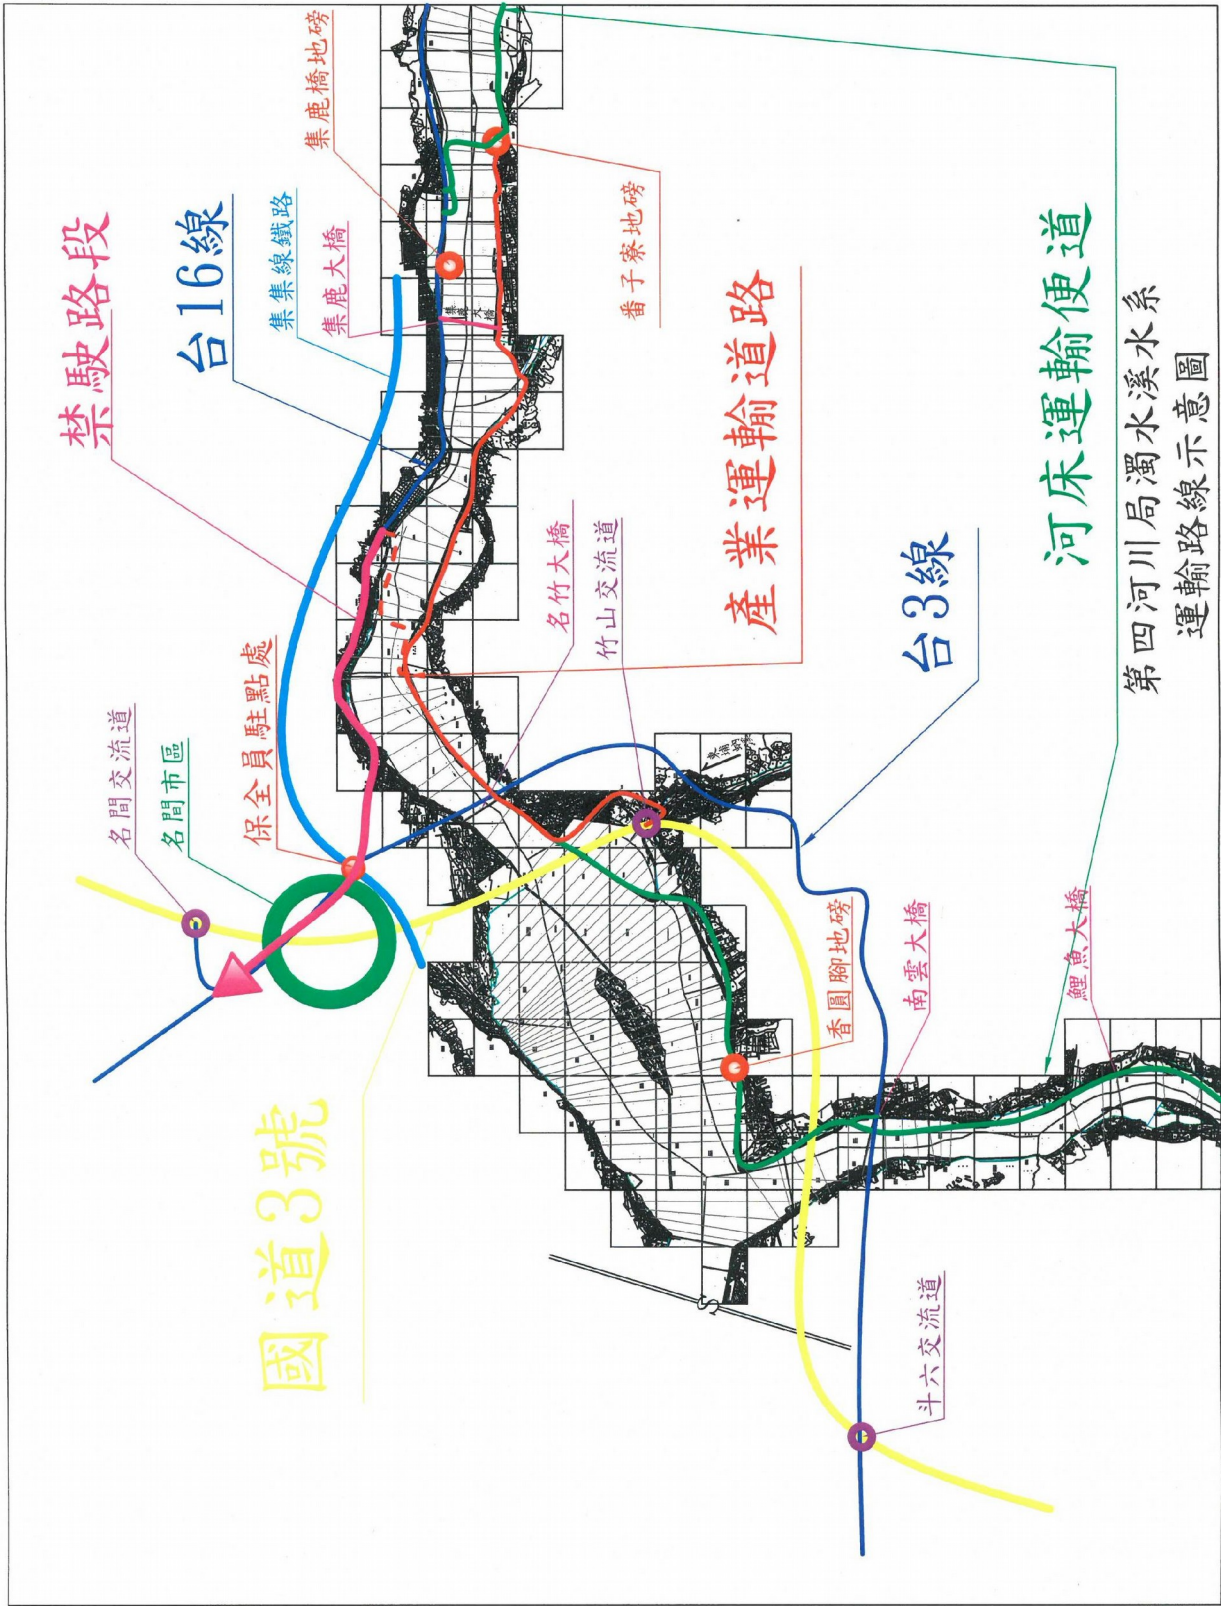 禁駛路段
台16線
集集線鐵路
集鹿大橋
集鹿橋地磅
集鹿大橋
番子寮地磅
名間交流道
名間市區
保全員駐點處
名竹大橋
竹山交流道
產業運輸道路
台3線
河床運輸便道
國道3號
香圓腳地磅
南雲大橋
鯉魚大橋
斗六交流道
S
第四河川局濁水溪水系
運輸路線示意圖